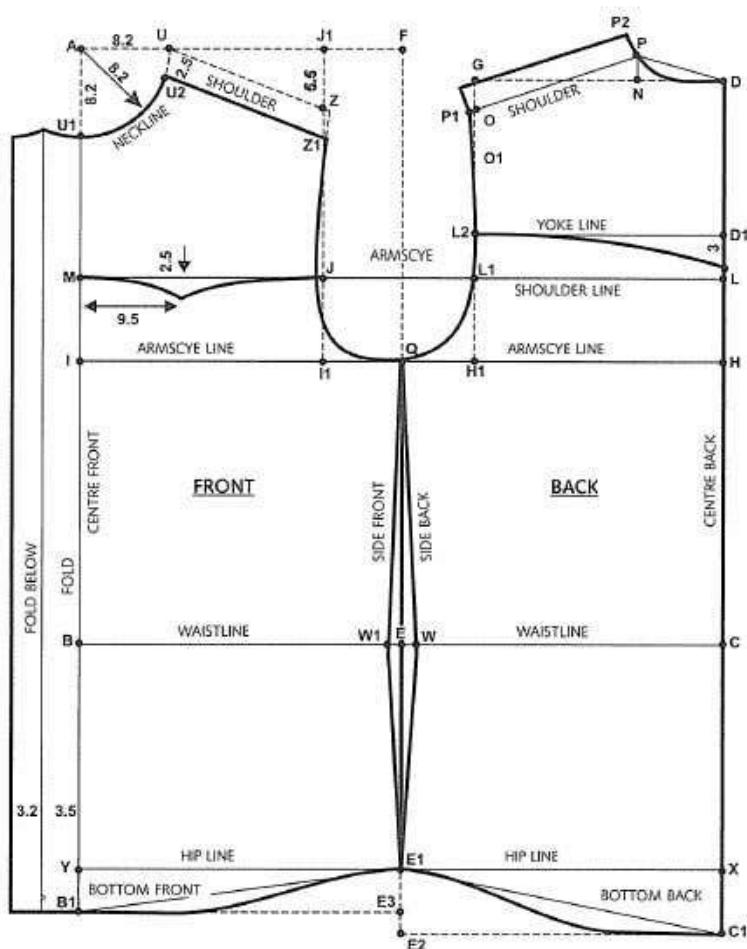 P2
A 8.2 U J1 F
P
8.2
2.5
SHOULDER
5.5
G
D
8.2
U2
Z
N
SHOULDER
P1 O
U1
NECKLINE
Z1
O1
L2 YOKE LINE D1
ARMSCYE
2.5
3
M J L1 L
SHOULDER LINE
9.5
ARMSCYE LINE Q ARMSCYE LINE
I I1 H1 H
CENTRE FRONT
FRONT
SIDE FRONT
SIDE BACK
BACK
CENTRE BACK
FOLD BELOW
FOLD
WAISTLINE W1 E W WAISTLINE
B C
3.2 3.5
HIP LINE E1 HIP LINE
Y X
BOTTOM FRONT BOTTOM BACK
B1 E3
C1
E2